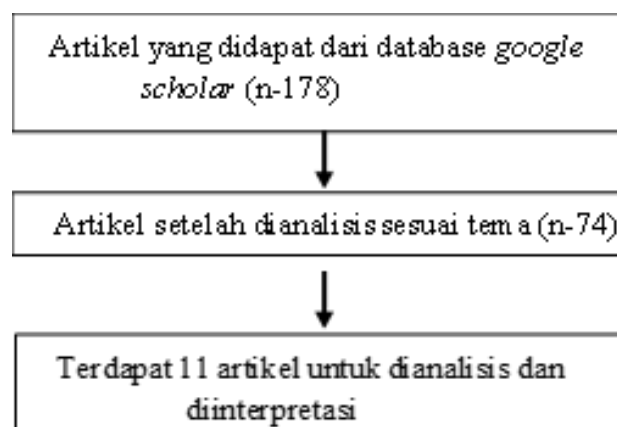 Artikel yang didapat dari database google
scholar (n-178)
Artikel setelah dianalisis sesuai tema (n-74)
Terdapat 11 artikel untuk dianalisis dan
diinterpretasi